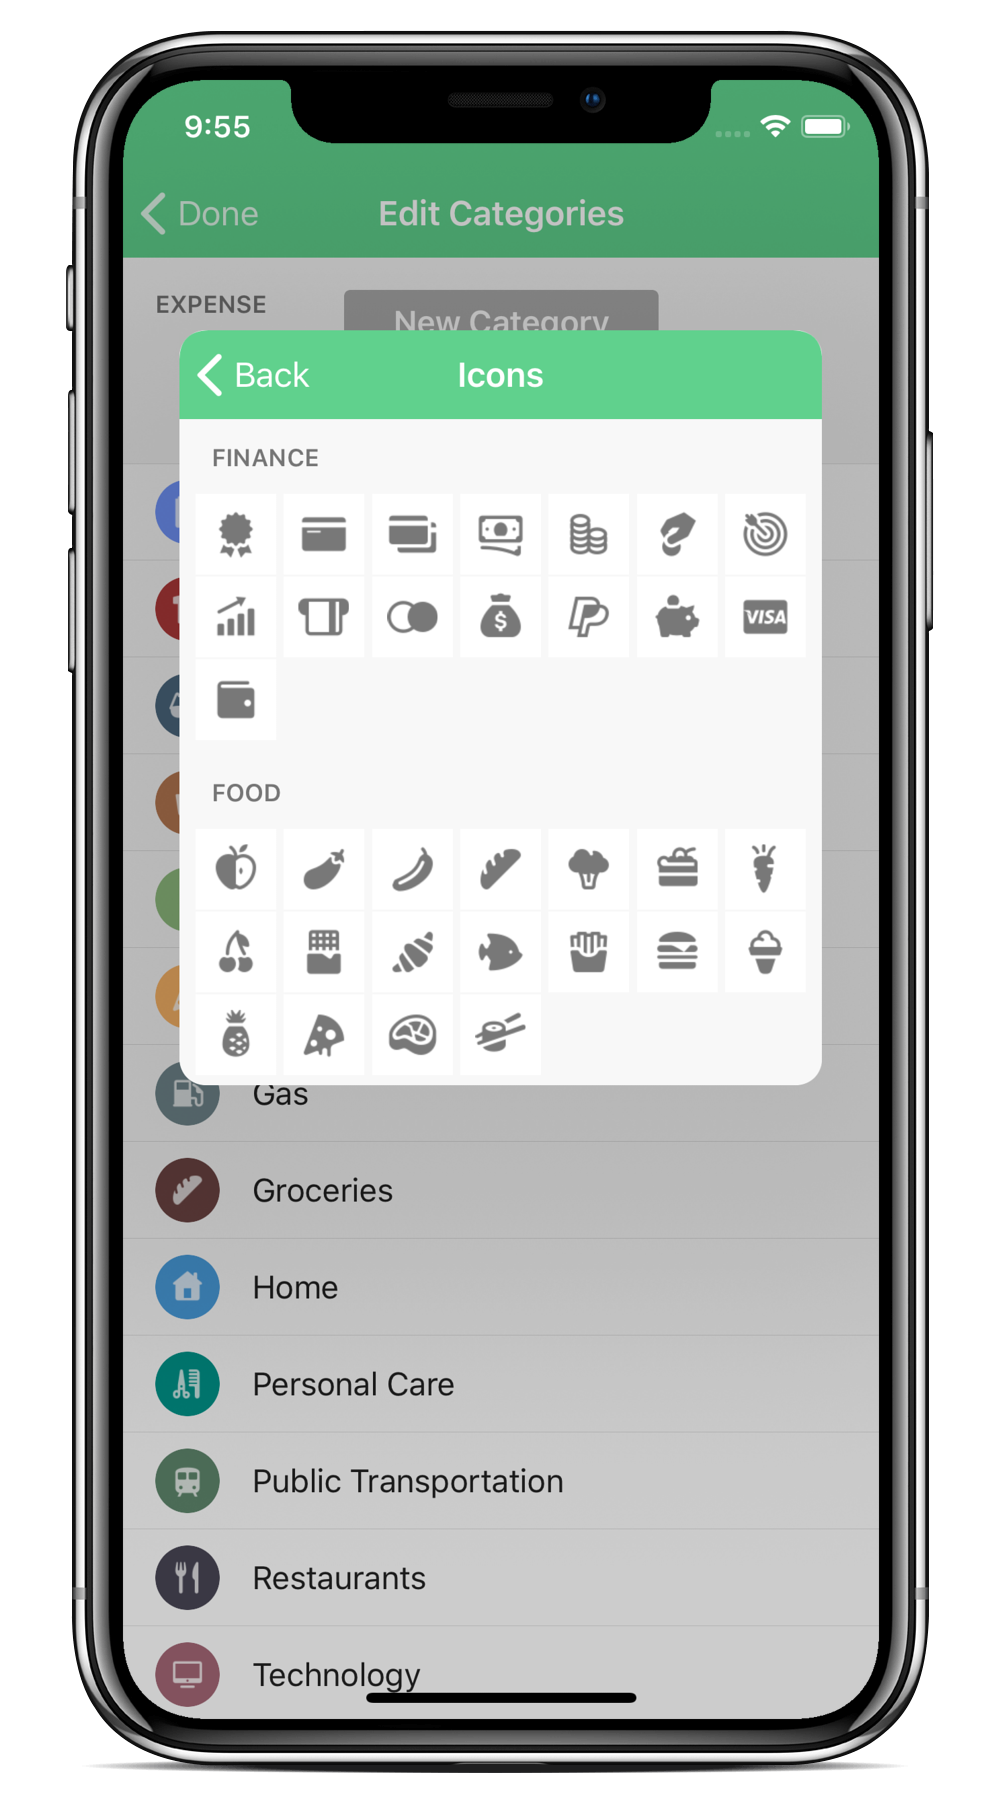 9:55
Done
Edit Categories
EXPENSE
New Category
Back
Icons
FINANCE
$
VISA
FOOD
Gas
Groceries
Home
Personal Care
Public Transportation
Restaurants
Technology